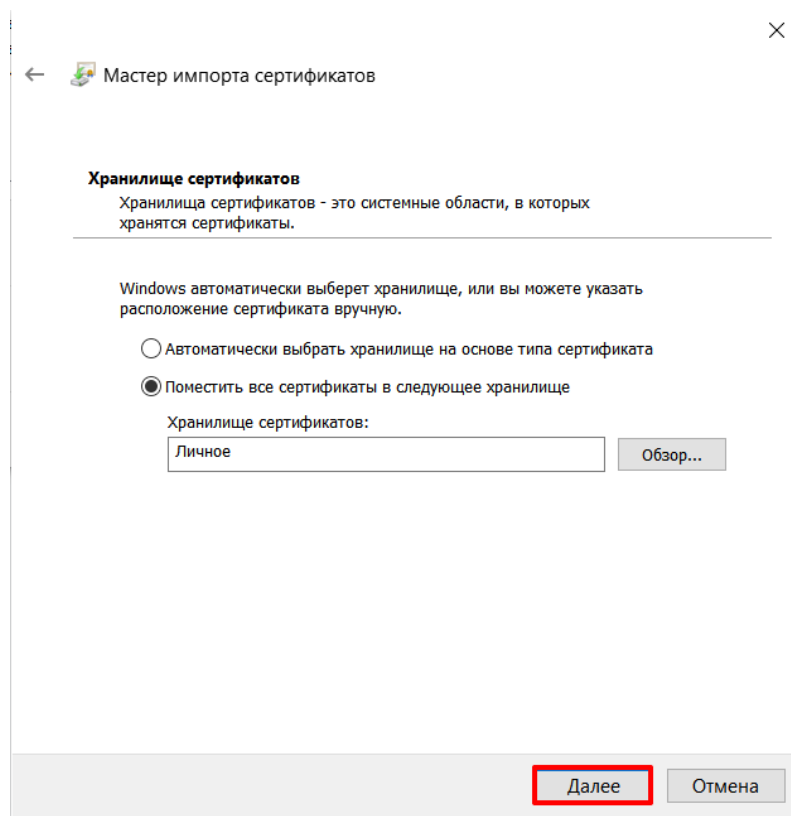 Мастер импорта сертификатов
Хранилище сертификатов
Хранилища сертификатов - это системные области, в которых
хранятся сертификаты.
Windows автоматически выберет хранилище, или вы можете указать
расположение сертификата вручную.
Автоматически выбрать хранилище на основе типа сертификата
Поместить все сертификаты в следующее хранилище
Хранилище сертификатов:
Личное
Обзор...
Далее
Отмена